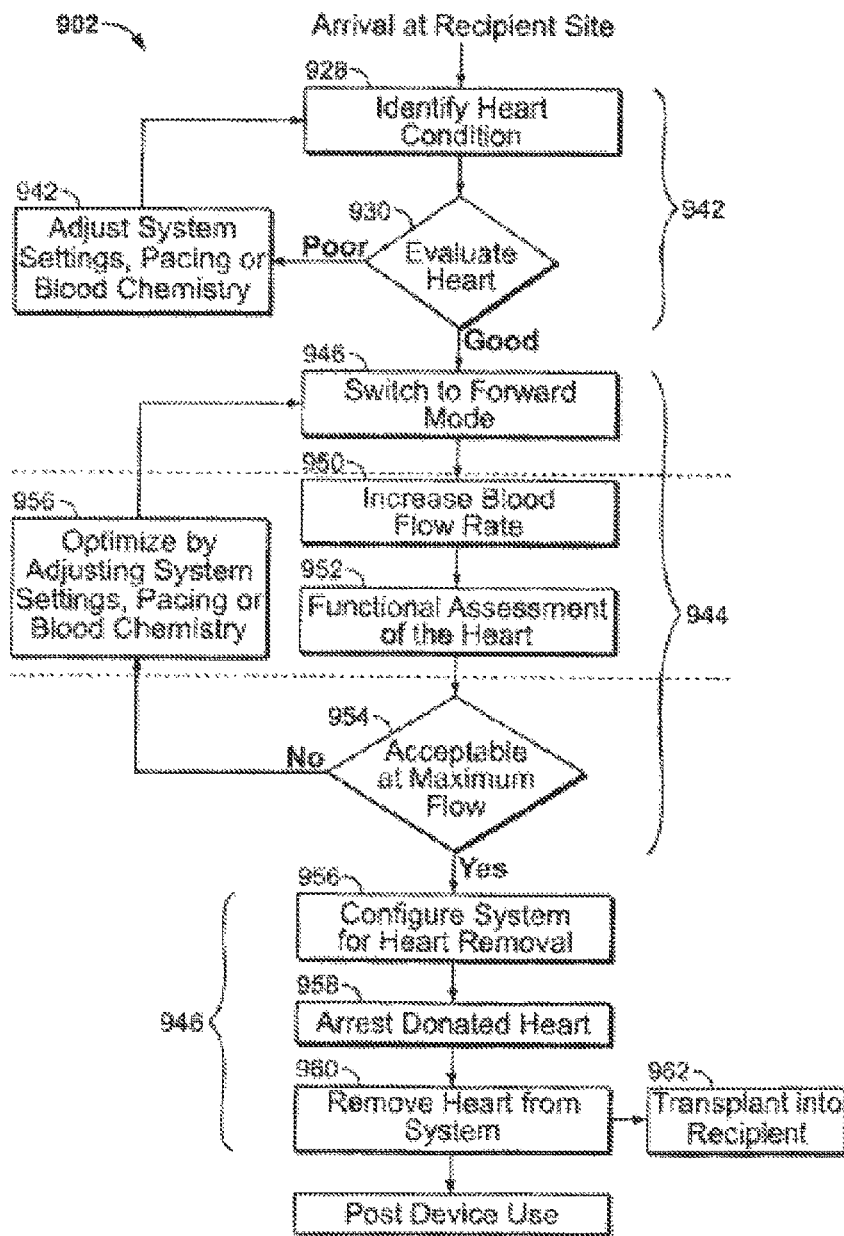 902
Arrival at Recipient Site
928
Identify Heart
Condition
942
Adjust System
Settings, Pacing or
Blood Chemistry
930
Poor
Evaluate
Heart
942
Good
946
Switch to Forward
Mode
950
Increase Blood
Flow Rate
956
Optimize by
Adjusting System
Settings, Pacing or
Blood Chemistry
952
Functional Assessment
of the Heart
944
954
No
Acceptable
at Maximum
Flow
Yes
956
Configure System
for Heart Removal
958
Arrest Donated Heart
946
960
Remove Heart from
System
962
Transplant into
Recipient
Post Device Use